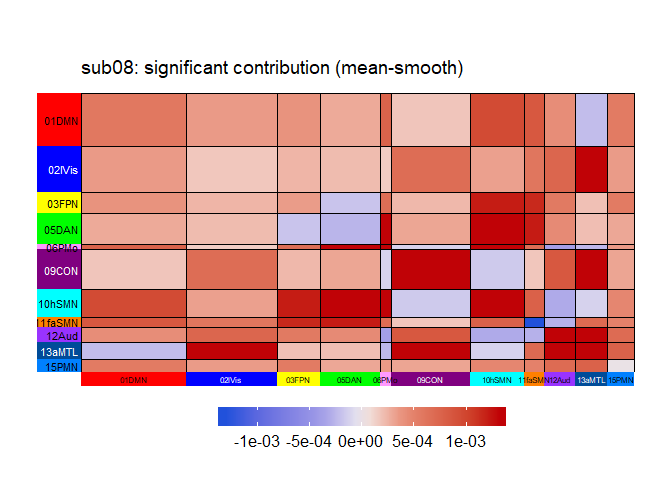 sub08: significant contribution (mean-smooth)
01DMN
02lVis
03FPN
05DAN
06PMo
09CON
10hSMN
1faSMN
12Aud
13aMTL
15PMN
01DMN 02lVis 03FPN 05DAN 06PMo 09CON 10hSMN 11faSMN 12Aud 13aMTL 15PMN
-1e-03 -5e-04 0e+00 5e-04 1e-03